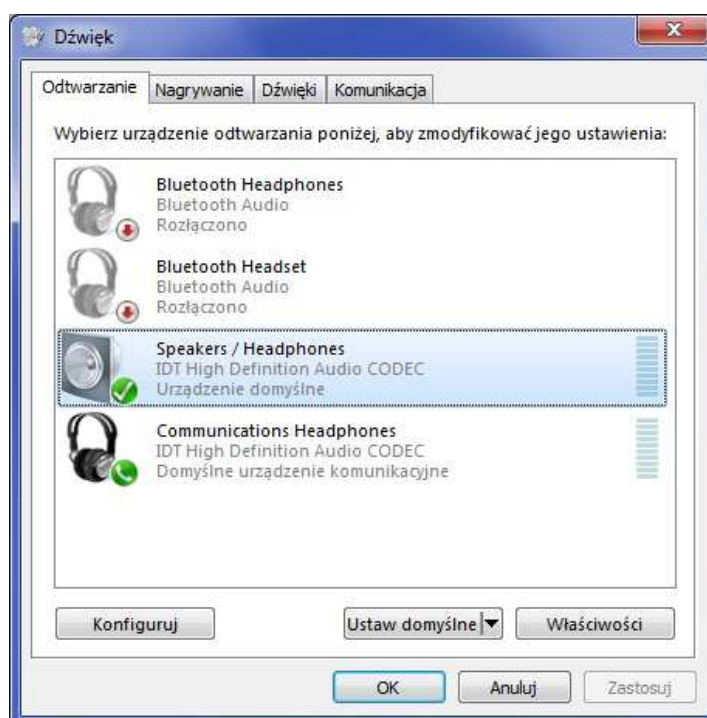 Dźwięk
Odtwarzanie Nagrywanie Dźwięki Komunikacja
Wybierz urządzenie odtwarzania poniżej, aby zmodyfikować jego ustawienia:
Bluetooth Headphones
Bluetooth Audio
Rozłączono
Bluetooth Headset
Bluetooth Audio
Rozłączono
Speakers / Headphones
IDT High Definition Audio CODEC
Urządzenie domyślne
Communications Headphones
IDT High Definition Audio CODEC
Domyślne urządzenie komunikacyjne
Konfiguruj Ustaw domyślne Właściwości
OK Anuluj Zastosuj